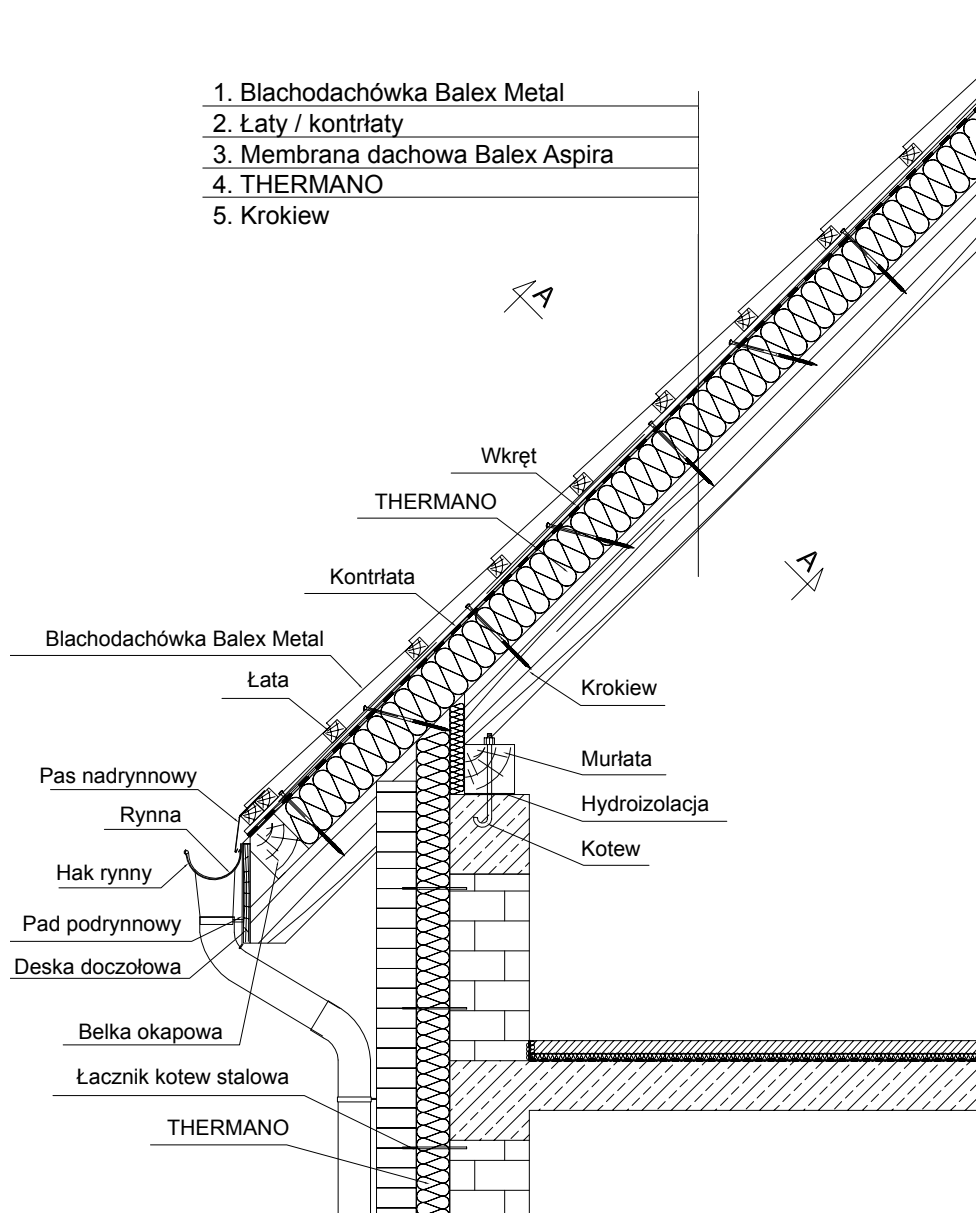 1. Blachodachówka Balex Metal
2. Łaty / kontrłaty
3. Membrana dachowa Balex Aspira
4. THERMANO
5. Krokiew
A
Wkręt
THERMANO
Kontrłata
A
Blachodachówka Balex Metal
Łata
Krokiew
Pas nadrynnowy
Murłata
Rynna
Hydroizolacja
Hak rynny
Kotew
Pad podrynnowy
Deska doczołowa
Belka okapowa
Łacznik kotew stalowa
THERMANO